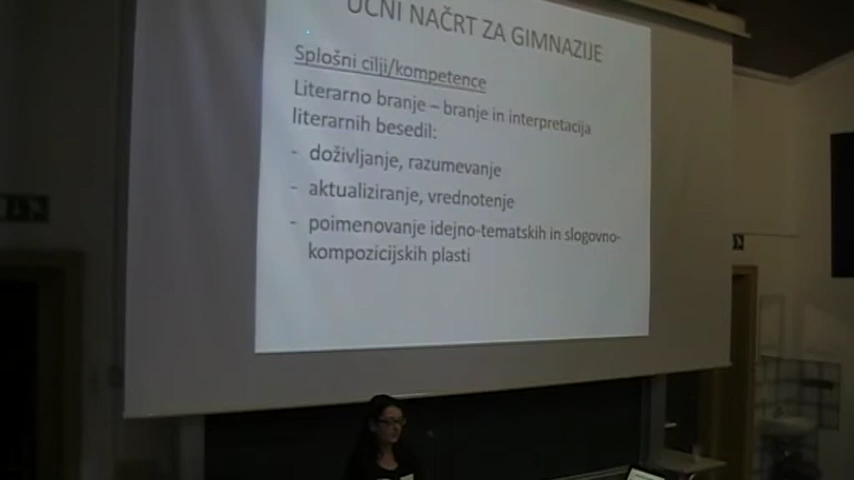 UČNI NAČRT ZA GIMNAZIJE
Splošni cilji/kompetence
Literarno branje – branje in interpretacija
literarnih besedil:
- doživljanje, razumevanje
- aktualiziranje, vrednotenje
- poimenovanje idejno-tematskih in slogovno-
kompozicijskih plasti